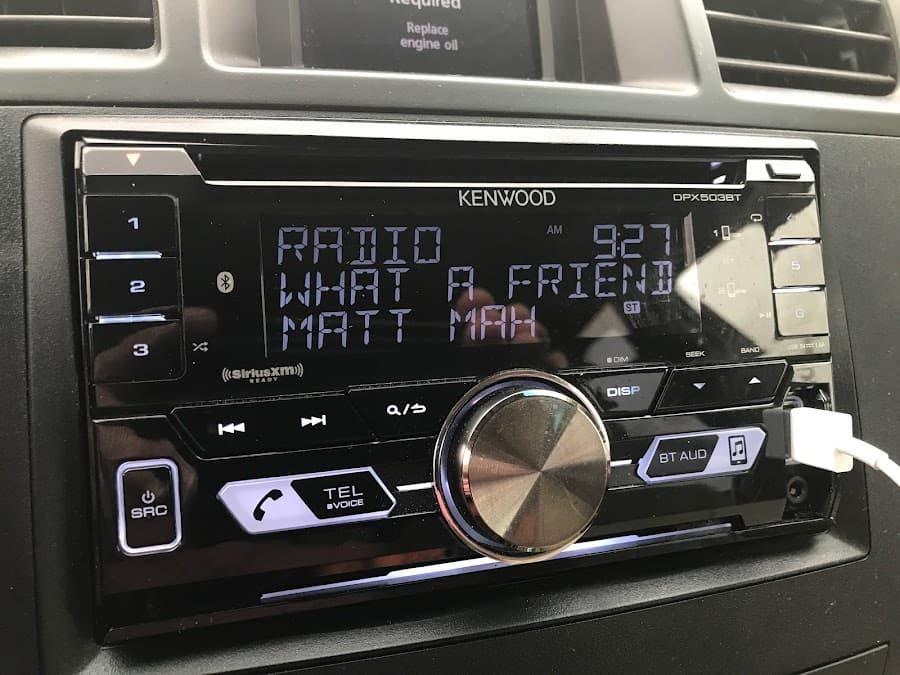 Required
Replace
engine oil
KENWOOD
DPX503BT
1
2
3
RADIO
AM
9:27
WHAT A FRIEND
ST
MATT MAH
1
5
6
SiriusXM
READY
DIM
SEEK
BAND
DISP
SRC
TEL
VOICE
BT AUD